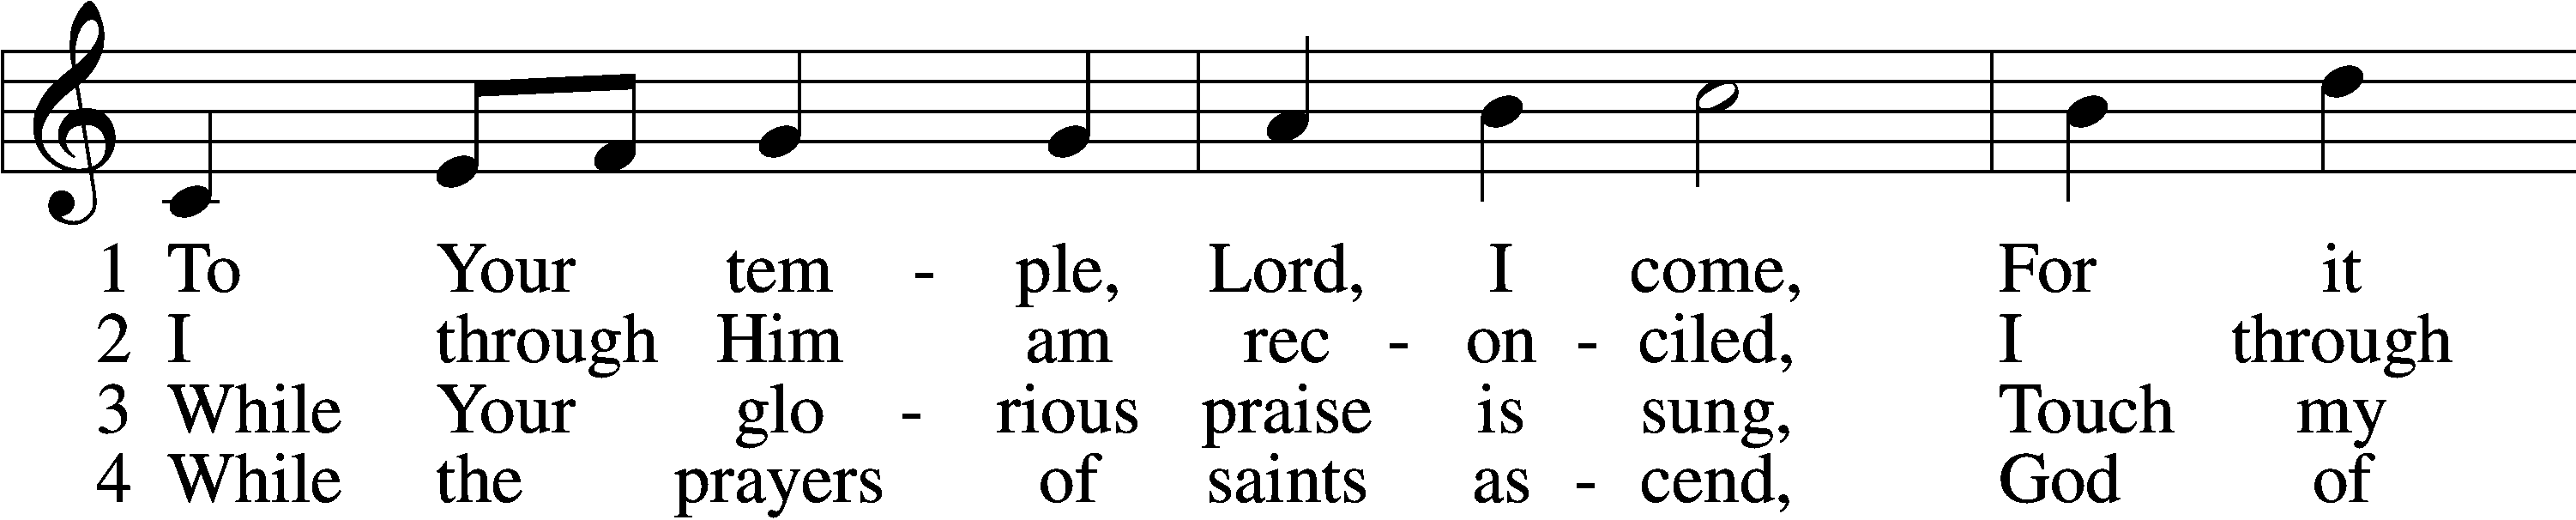 1 To Your tem - ple, Lord, I come, For it
2 I through Him am rec - on - ciled, I through
3 While Your glo - rious praise is sung, Touch my
4 While the prayers of saints as - cend, God of